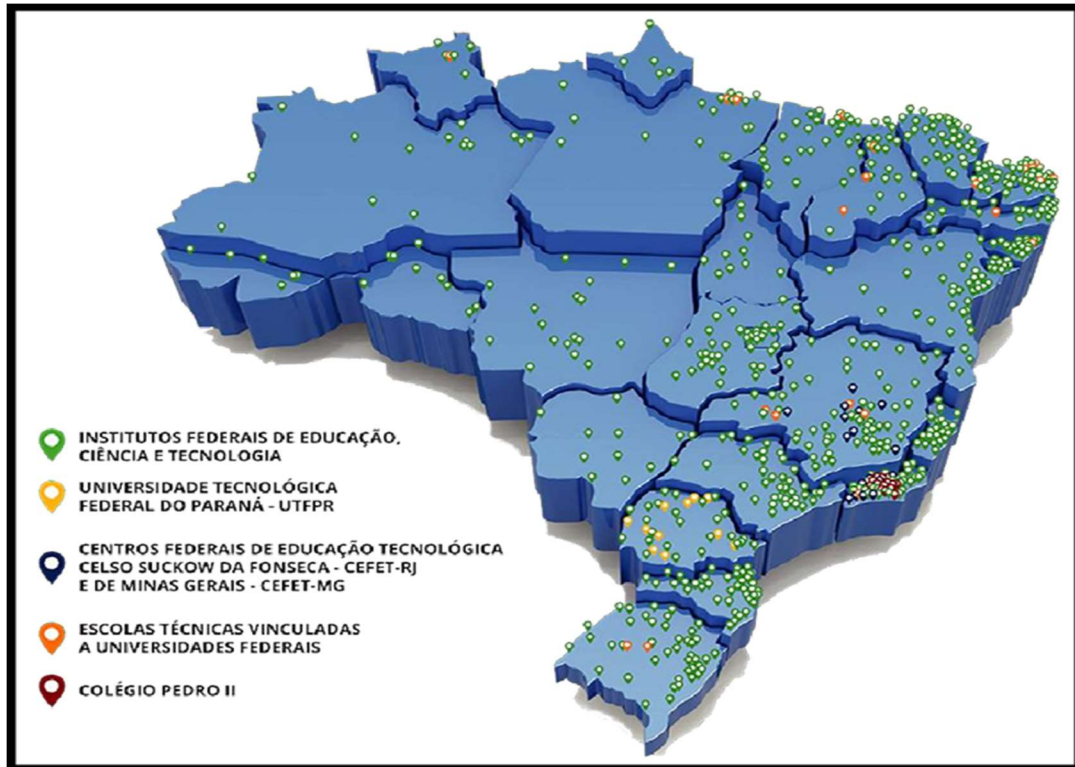 INSTITUTOS FEDERAIS DE EDUCAÇÃO,
CIÊNCIA E TECNOLOGIA
UNIVERSIDADE TECNOLÓGICA
FEDERAL DO PARANÁ - UTFPR
CENTROS FEDERAIS DE EDUCAÇÃO TECNOLÓGICA
CELSO SUCKOW DA FONSECA - CEFET-RJ
E DE MINAS GERAIS - CEFET-MG
ESCOLAS TÉCNICAS VINCULADAS
A UNIVERSIDADES FEDERAIS
COLÉGIO PEDRO II